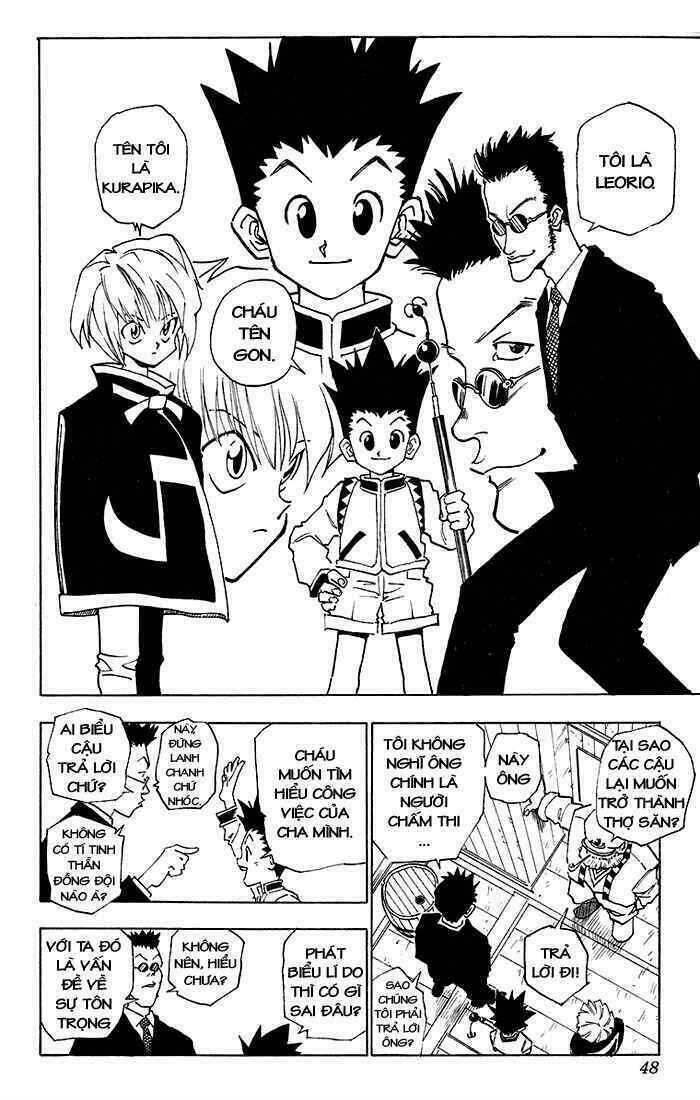 TÔI LÀ
LEORIO.
CHÁU
TÊN
GON.
TÊN TÔI
LÀ
KURAPIKA.
TẠI SAO
CÁC CẬU
LẠI MUỐN
TRỞ THÀNH
THỢ SĂN?
NÀY
ÔNG
TÔI KHÔNG
NGHĨ ÔNG
CHÍNH LÀ
NGƯỜI
CHẤM THI
...
TRẢ
LỜI ĐI!
SAO
CHÚNG
TÔI PHẢI
TRẢ LỜI
ÔNG?
CHÁU
MUỐN TÌM
HIỂU CÔNG
VIỆC CỦA
CHA MÌNH.
NÀY,
ĐỪNG
LANH
CHANH
CHỨ
NHÓC.
AI BIỂU
CẬU
TRẢ LỜI
CHỨ?
KHÔNG
CÓ TÍ TINH
THẦN
ĐỒNG ĐỘI
NÀO À?
PHÁT
BIỂU LÍ DO
THÌ CÓ GÌ
SAI ĐÂU?
KHÔNG
NÊN, HIỂU
CHƯA?
VỚI TA ĐÓ
LÀ VẤN
ĐỀ VỀ
SỰ TÔN
TRỌNG
48